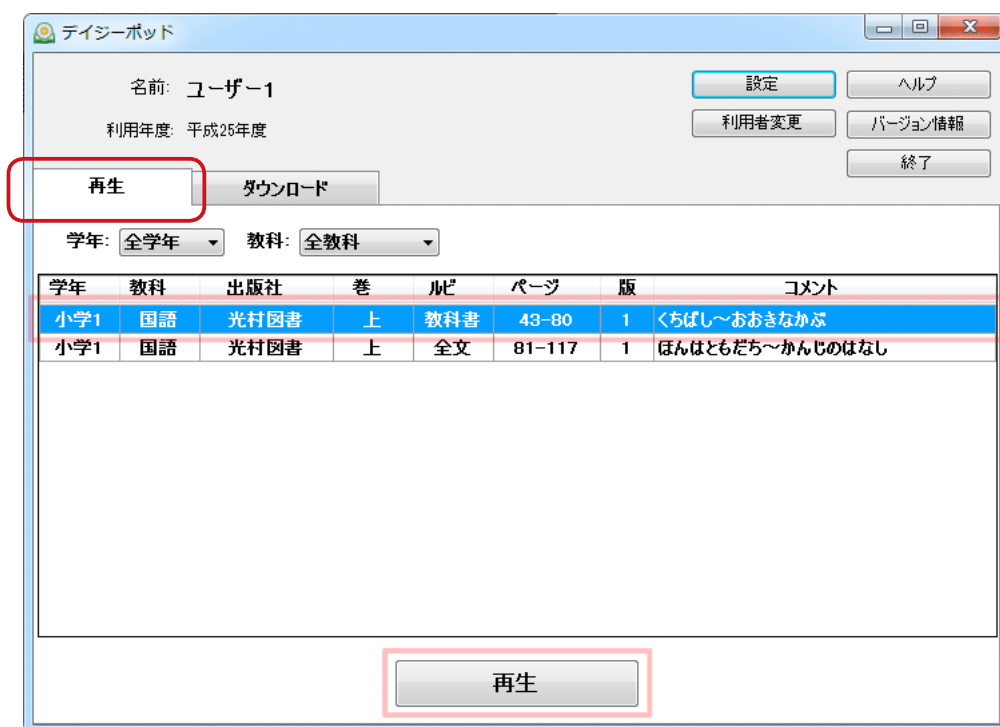 デイジーポッド
名前: ユーザー1
設定 ヘルプ
利用年度: 平成25年度
利用者変更 バージョン情報
終了
再生 ダウンロード
学年: 全学年 教科: 全教科
学年 教科 出版社 巻 ルビ ページ 版 コメント
小学1 国語 光村図書 上 教科書 43-80 1 くちばし～おおきなかぶ
小学1 国語 光村図書 上 全文 81-117 1 ほんはともだち～かんじのはなし
再生